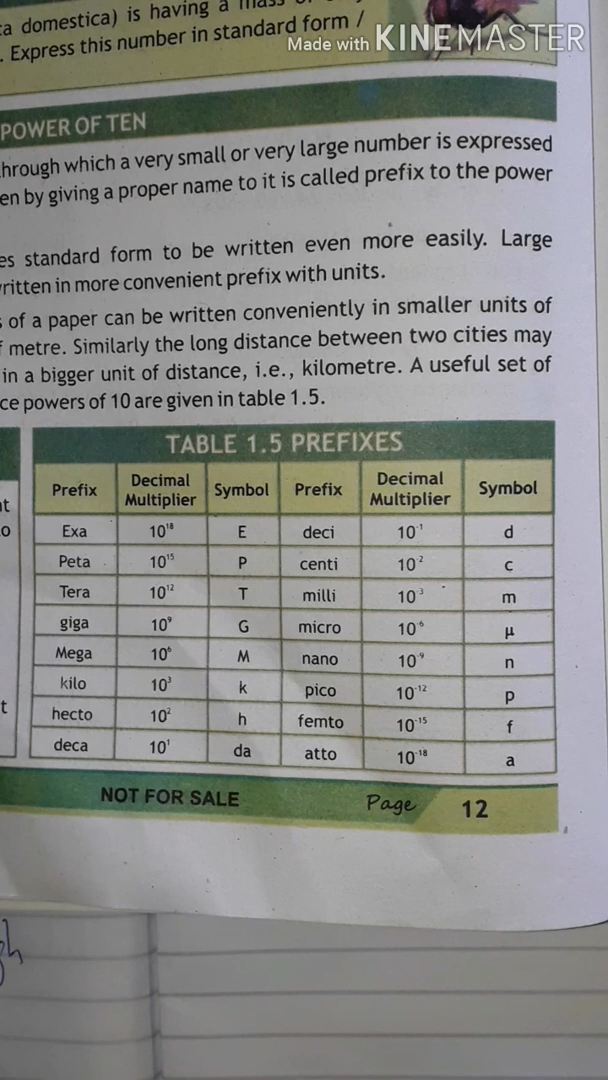 ca domestica) is having a mass
. Express this number in standard form /
Made with KINEMASTER
POWER OF TEN
through which a very small or very large number is expressed
en by giving a proper name to it is called prefix to the power
es standard form to be written even more easily. Large
written in more convenient prefix with units.
s of a paper can be written conveniently in smaller units of
f metre. Similarly the long distance between two cities may
in a bigger unit of distance, i.e., kilometre. A useful set of
ce powers of 10 are given in table 1.5.
TABLE 1.5 PREFIXES
Prefix Decimal Multiplier Symbol Prefix Decimal Multiplier Symbol
Exa 10¹⁸ E deci 10⁻¹ d
Peta 10¹⁵ P centi 10⁻² c
Tera 10¹² T milli 10⁻³ m
giga 10⁹ G micro 10⁻⁶ μ
Mega 10⁶ M nano 10⁻⁹ n
kilo 10³ k pico 10⁻¹² p
hecto 10² h femto 10⁻¹⁵ f
deca 10¹ da atto 10⁻¹⁸ a
NOT FOR SALE Page 12